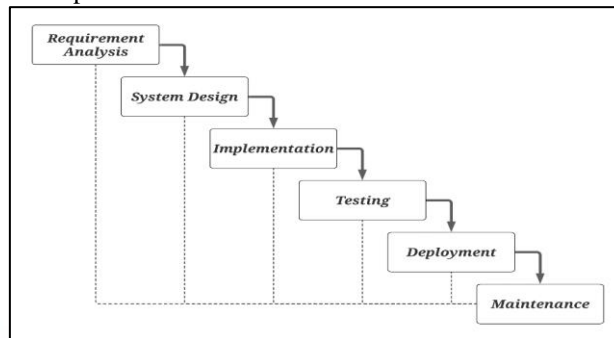 Requirement
Analysis
System Design
Implementation
Testing
Deployment
Maintenance